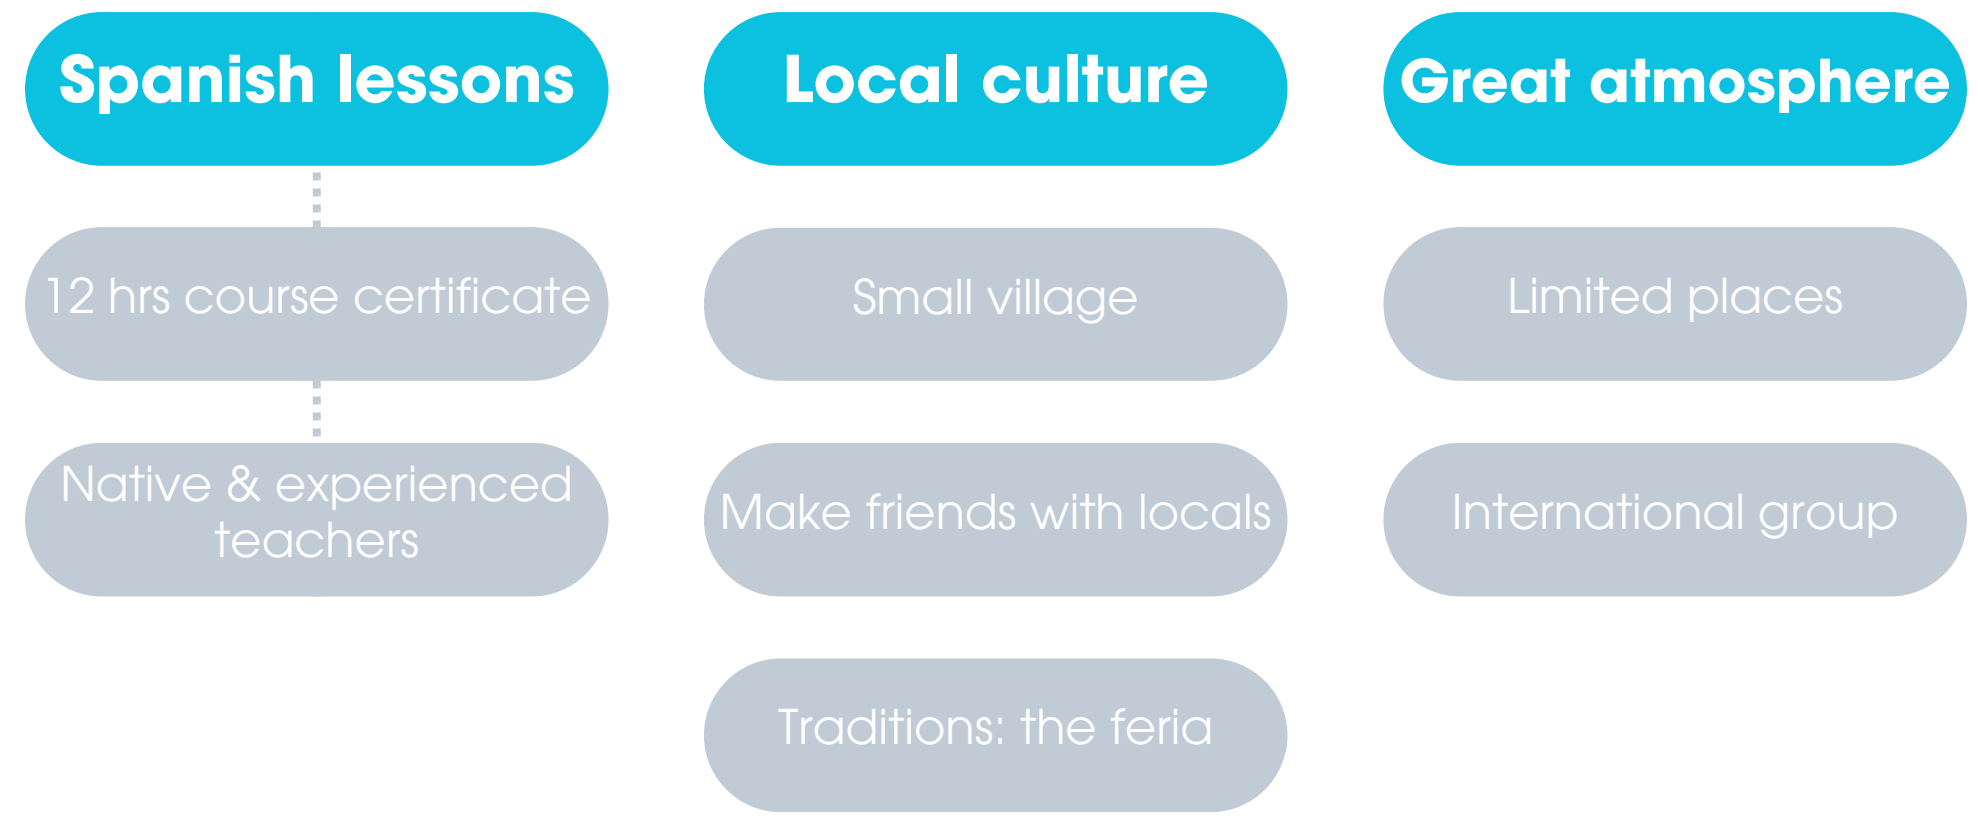 Spanish lessons
12 hrs course certificate
Native & experienced
teachers
Local culture
Small village
Make friends with locals
Traditions: the feria
Great atmosphere
Limited places
International group